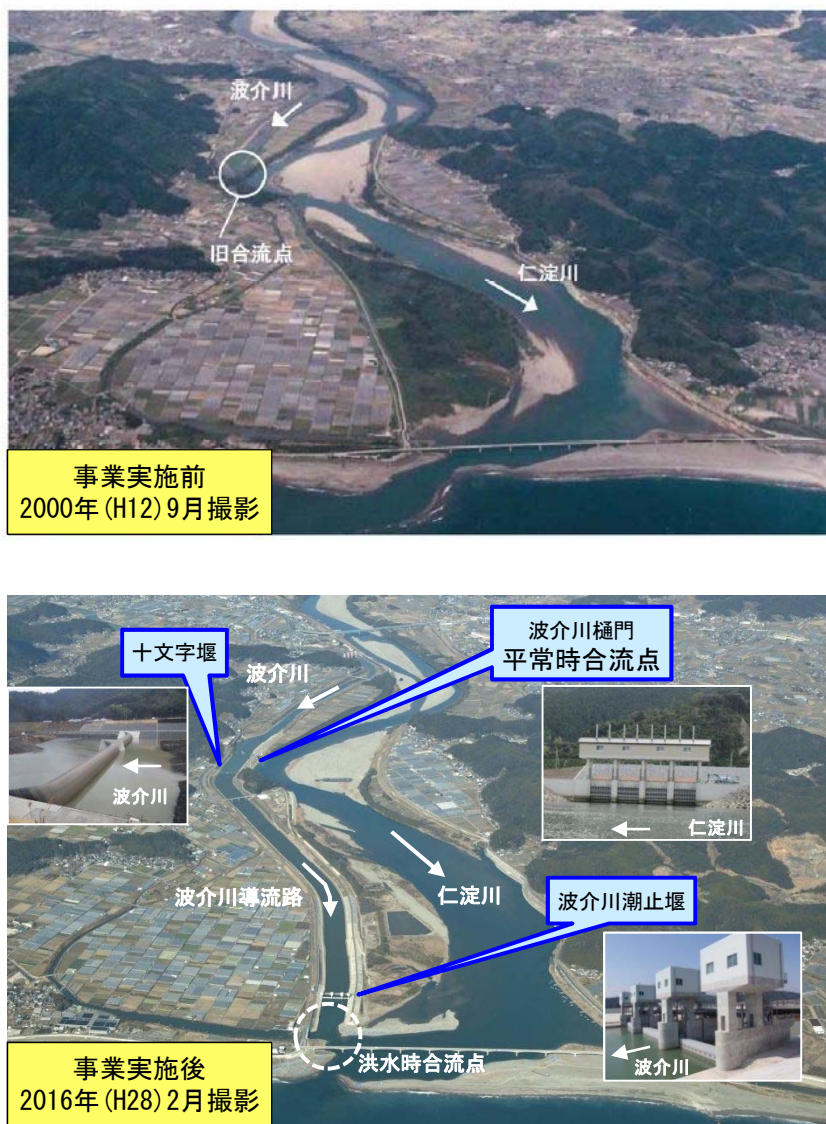 波介川
旧合流点
仁淀川
事業実施前
2000年(H12)9月撮影
十文字堰
波介川
波介川樋門
平常時合流点
波介川
仁淀川
波介川導流路
仁淀川
波介川潮止堰
波介川
洪水時合流点
事業実施後
2016年(H28)2月撮影